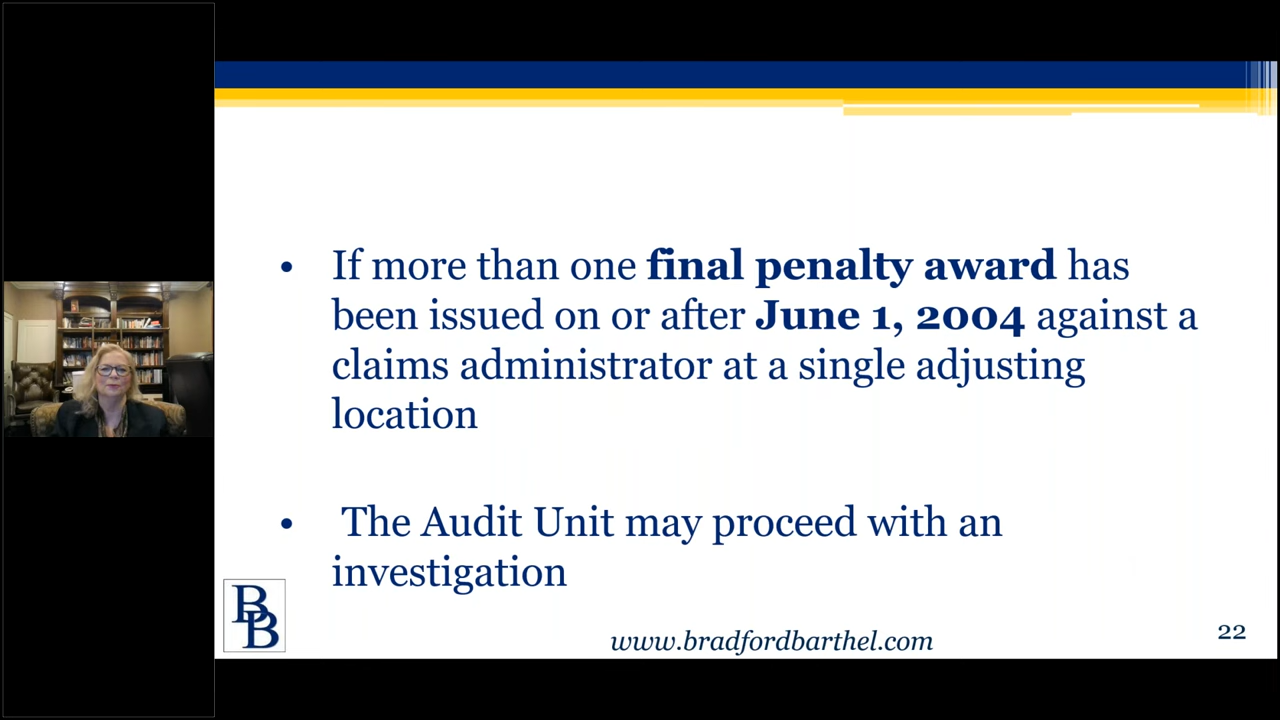 • If more than one final penalty award has
been issued on or after June 1, 2004 against a
claims administrator at a single adjusting
location
• The Audit Unit may proceed with an
investigation
BB
www.bradfordbarthel.com
22